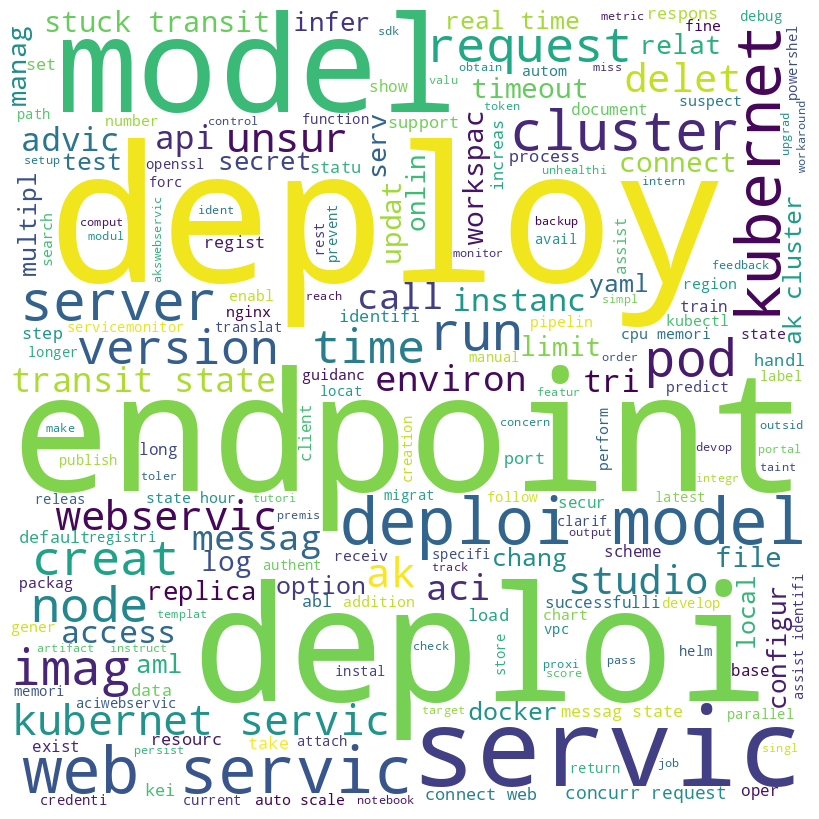 stuck transit
infer
real time
respons
metric
fine
debug
sdk
manag
set
model
request
relat
kubernet
powershel
obtain
autom
miss
show
valu
timeout
delet
path
number
control
function
support
token
document
suspect
upgrad
workaround
advic
api
unsur
serv
workspac
increas
cluster
setup
test
openssl
secret
statu
process
connect
unhealthi
intern
multipl
search
forc
akswebservic
ident
deploy
updat
onlin
backup
avail
assist
comput
modul
regist
rest
prevent
monitor
feedback
ak cluster
reach
simpl
server
enabl
nginx
call
instanc
yaml
region
train
identifi
step
servicemonitor
translat
pipelin
cpu memori
kubectl
state
longer
version
time
run
limit
manual
order
pod
handl
transit state
guidanc
environ
tri
label
locat
featur
predict
endpoint
make
long
client
creation
concern
port
perform
outsid
devop
portal
publish
toler
integr
taint
releas
state hour
tutori
migrat
follow
secur
latest
webservic
premis
messag
deploi
model
specifi
clarif
output
default
registri
creat
log
authent
receiv
track
chang
scheme
file
packag
replica
option
ak
aci
studio
node
abl
addition
successfulli
develop
local
configur
assist identifi
gener
templat
access
load
chart
vpc
artifact
instruct
deploi
check
store
proxi
pass
helm
imag
aml
instal
score
base
memori
data
aciwebservic
target
docker
messag state
parallel
kubernet servic
exist
persist
resourc
take
attach
servic
singl
web servic
return
job
credenti
kei
current
auto scale
notebook
connect web
concurr request
oper